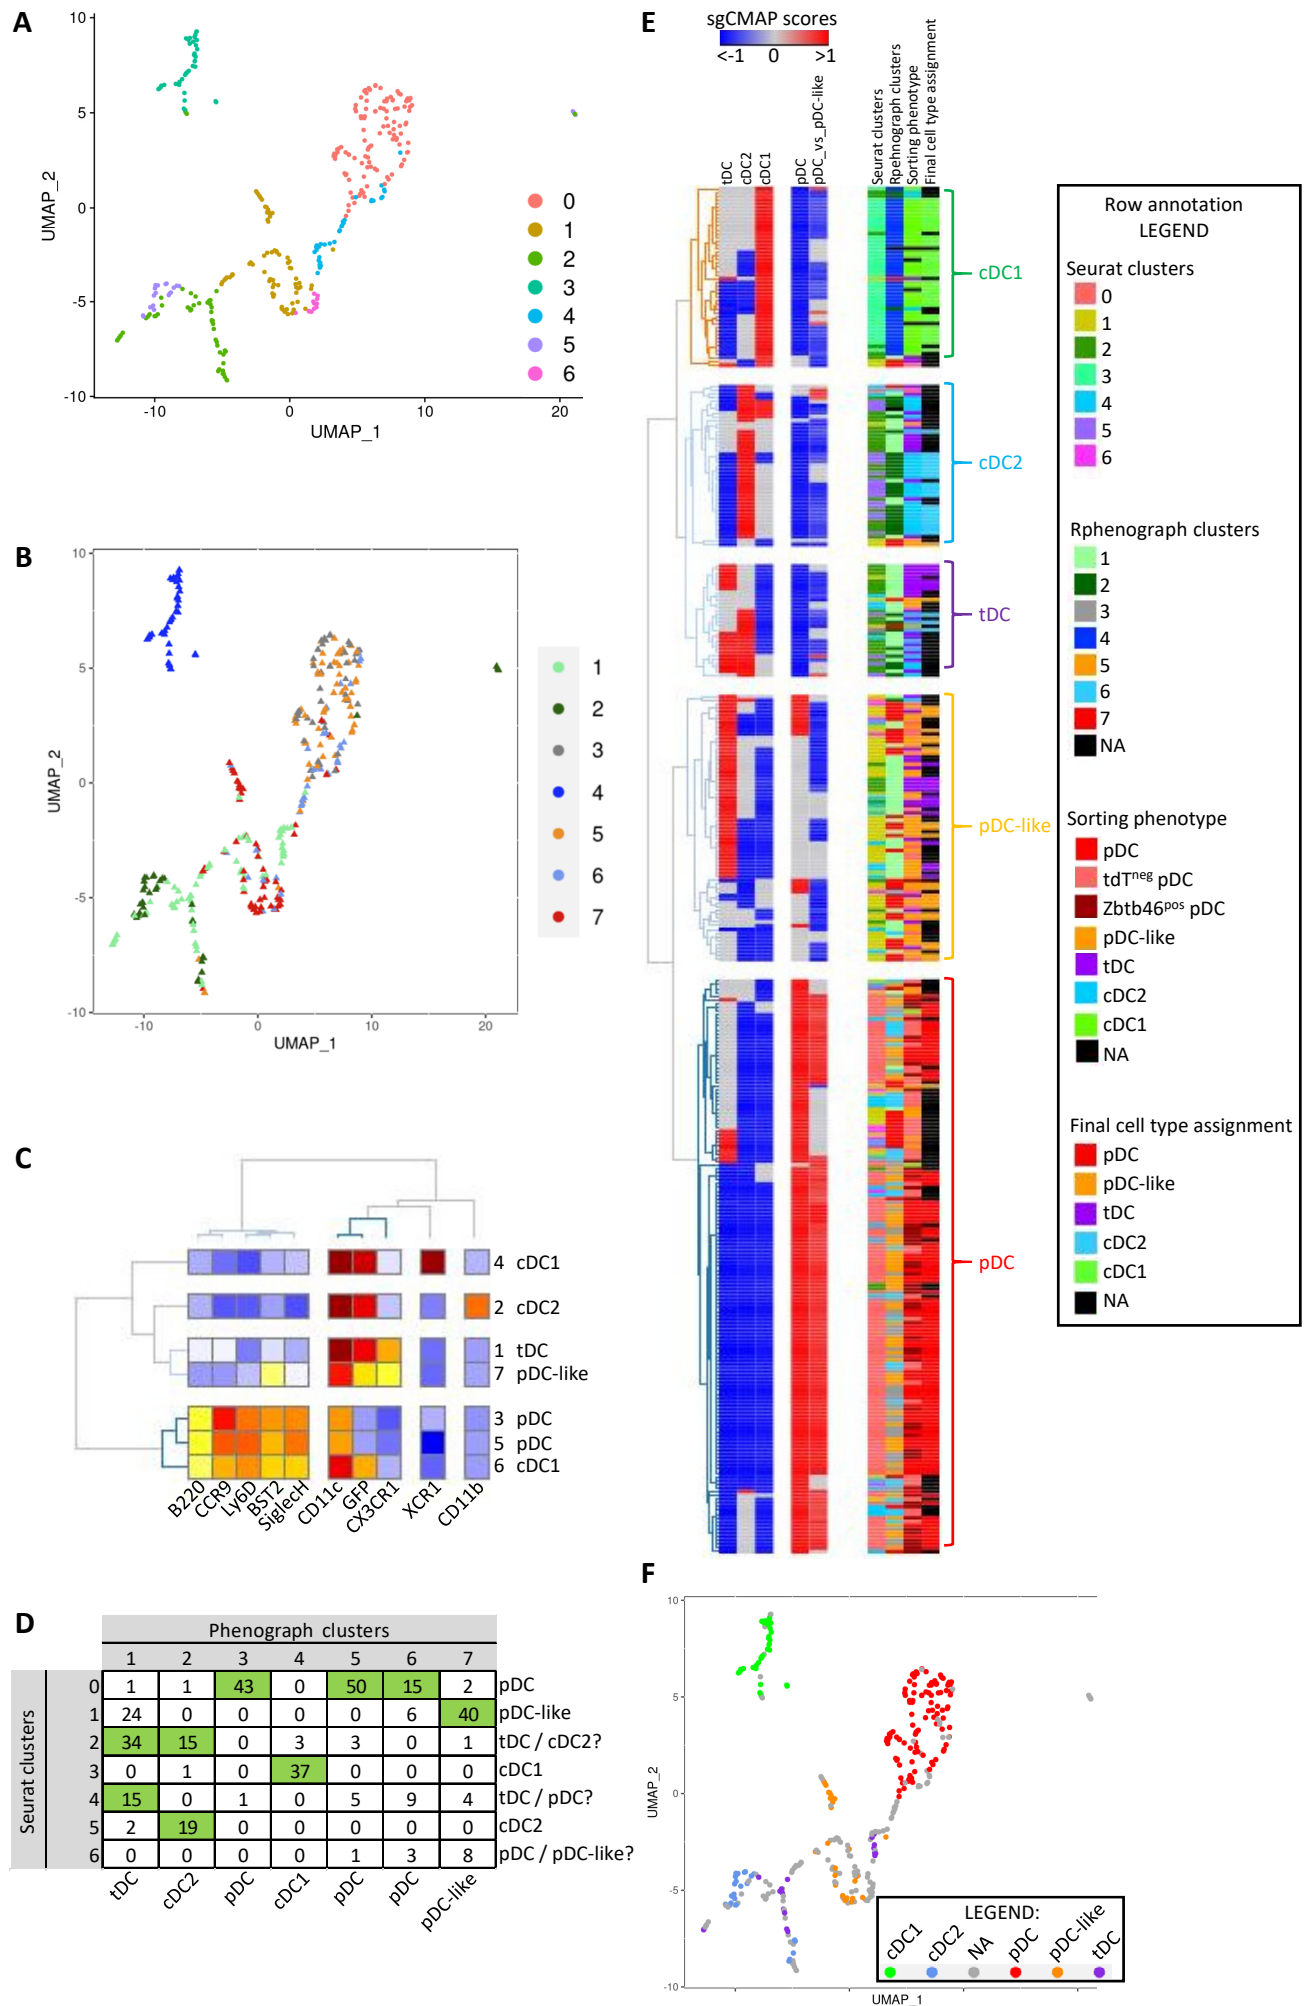 A
10
5
0
-5
-10
UMAP_2
-10
0
10
20
UMAP_1
0
1
2
3
4
5
6
B
10
5
0
-5
-10
UMAP_2
-10
0
10
20
UMAP_1
1
2
3
4
5
6
7
C
4 cDC1
2 cDC2
1 tDC
7 pDC-like
3 pDC
5 pDC
6 cDC1
B220
CCR9
Ly6D
BST2
SiglecH
CD11c
GFP
CX3CR1
XCR1
CD11b
D
Phenograph clusters
1 2 3 4 5 6 7
Seurat clusters
0 1 1 43 0 50 15 2 pDC
1 24 0 0 0 0 6 40 pDC-like
2 34 15 0 3 3 0 1 tDC / cDC2?
3 0 1 0 37 0 0 0 cDC1
4 15 0 1 0 5 9 4 tDC / pDC?
5 2 19 0 0 0 0 0 cDC2
6 0 0 0 0 1 3 8 pDC / pDC-like?
tDC
cDC2
pDC
cDC1
pDC
pDC
pDC-like
E
sgCMAP scores
<-1 0 >1
tDC
cDC2
cDC1
pDC
pDC_vs_pDC-like
Seurat clusters
Rpehnograph clusters
Sorting phenotype
Final cell type assignment
cDC1
cDC2
tDC
pDC-like
pDC
Row annotation
LEGEND
Seurat clusters
0
1
2
3
4
5
6
Rphenograph clusters
1
2
3
4
5
6
7
NA
Sorting phenotype
pDC
tdTneg pDC
Zbtb46pos pDC
pDC-like
tDC
cDC2
cDC1
NA
Final cell type assignment
pDC
pDC-like
tDC
cDC2
cDC1
NA
F
10
5
0
-5
-10
UMAP_2
UMAP_1
LEGEND:
cDC1
cDC2
NA
pDC
pDC-like
tDC